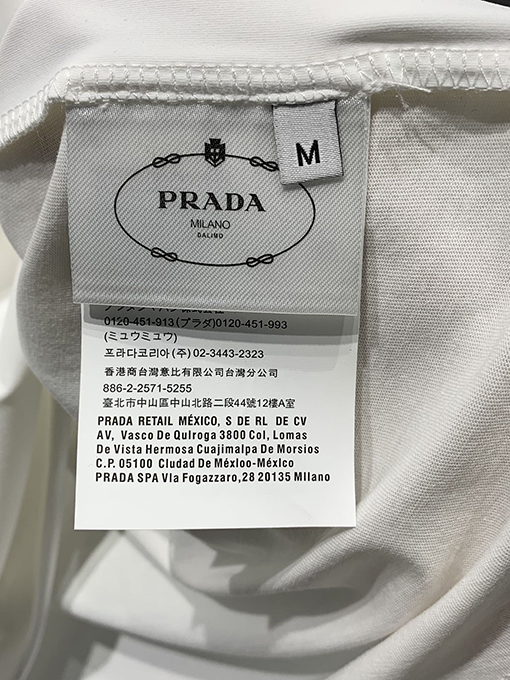 M
PRADA
MILANO
DALIMO
0120-451-913(プラダ)0120-451-993
(ミュウミュウ)
프라다코리아(주) 02-3443-2323
香港商台灣意比有限公司台灣分公司
886-2-2571-5255
臺北市中山區中山北路二段44號12樓A室
PRADA RETAIL MÉXICO, S DE RL DE CV
AV, Vasco De Quiroga 3800 Col, Lomas
De Vista Hermosa Cuajimalpa De Morsios
C.P. 05100 Ciudad De Méxloo-México
PRADA SPA VIa Fogazzaro,28 20135 MIlano